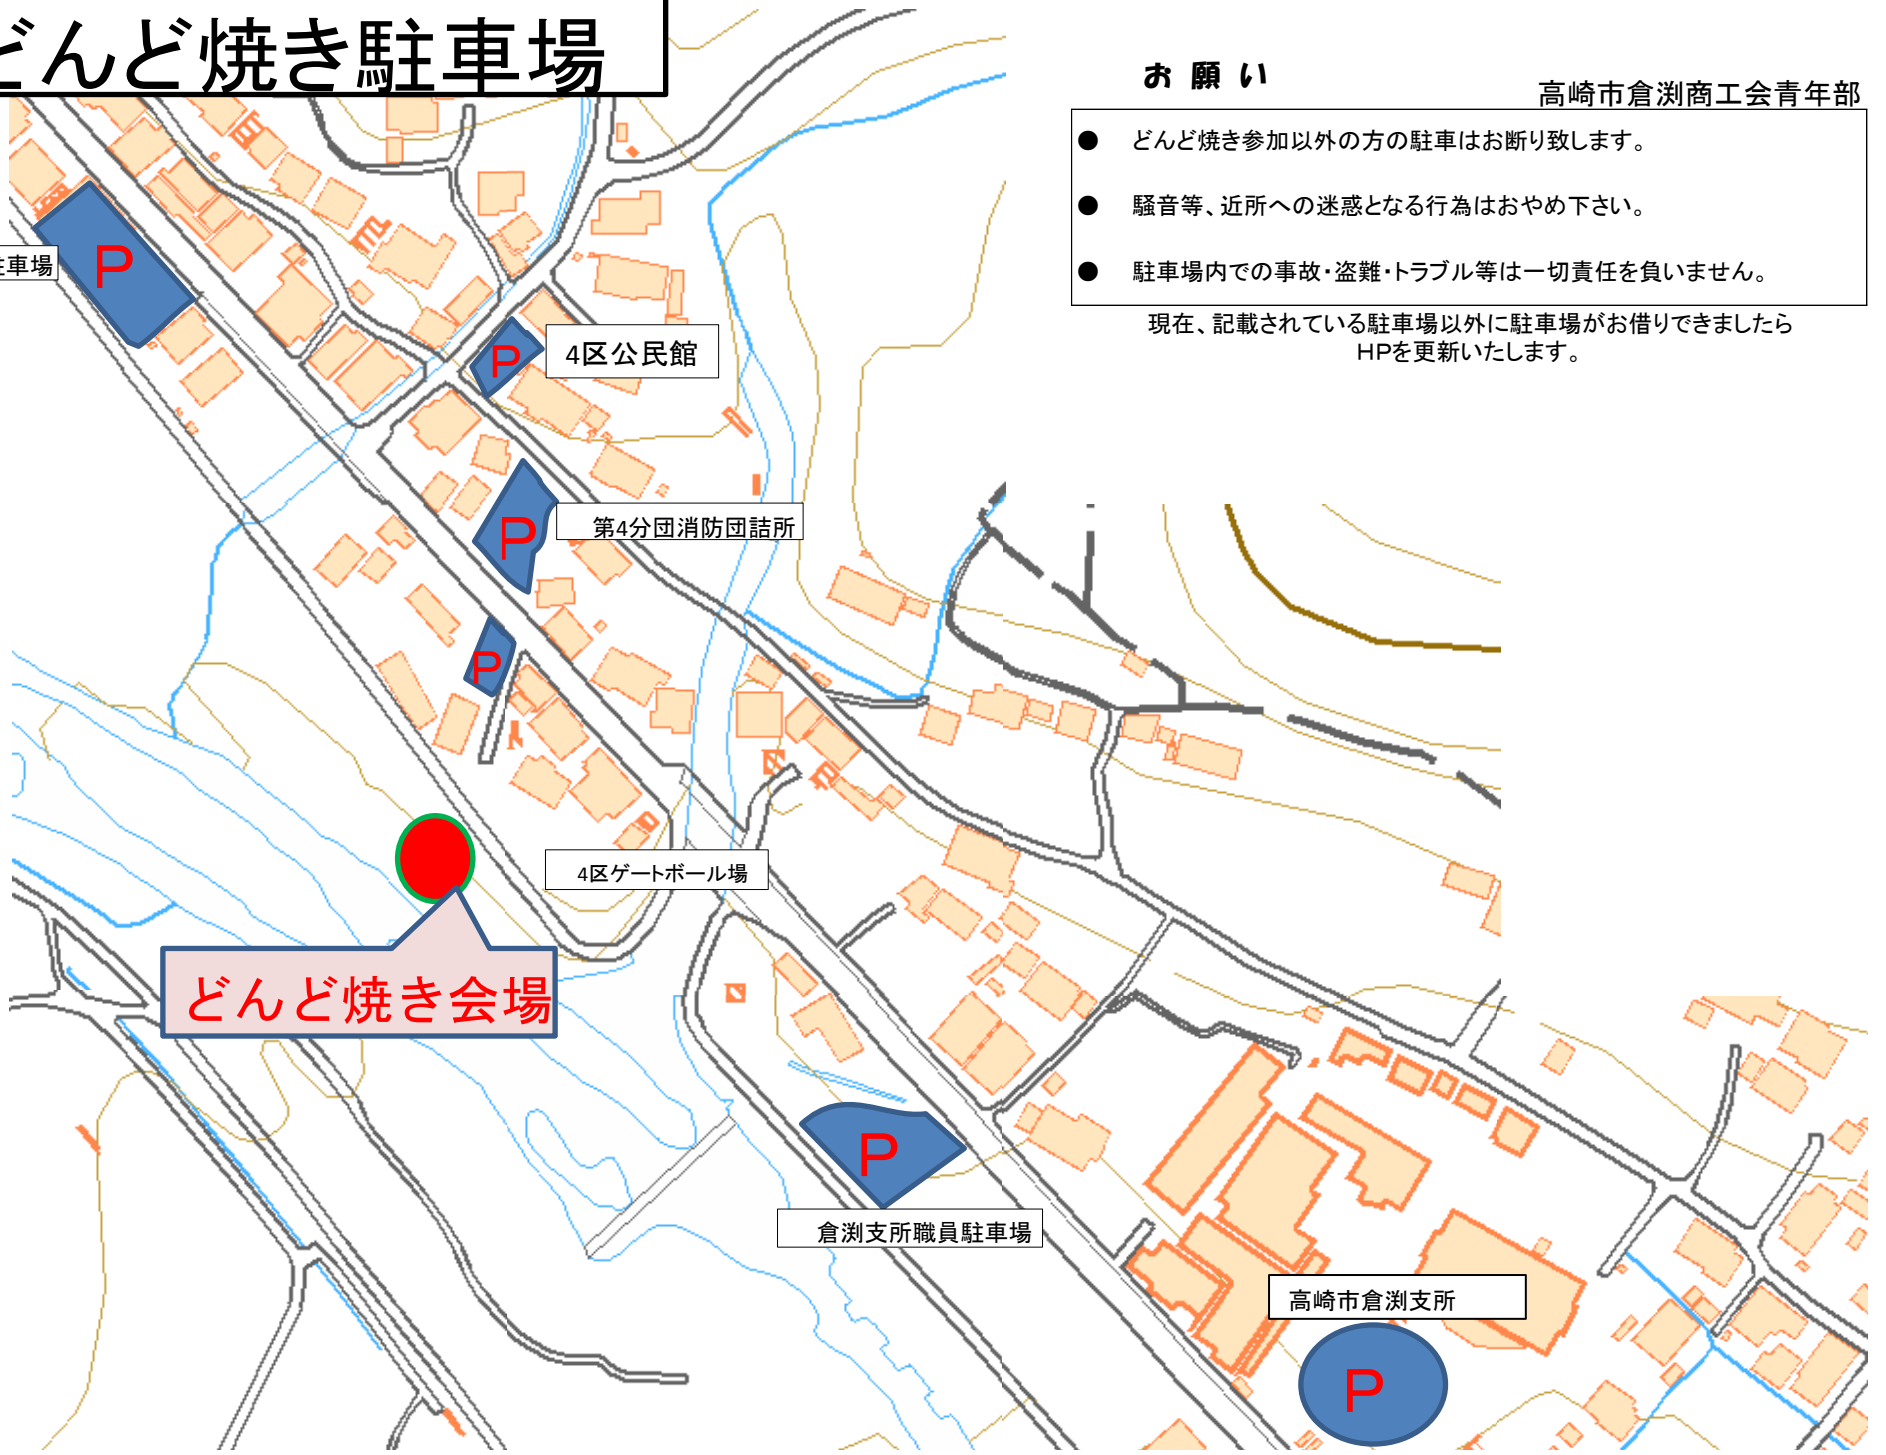 どんど焼き駐車場
お願い
高崎市倉渕商工会青年部
● どんど焼き参加以外の方の駐車はお断り致します。
● 騒音等、近所への迷惑となる行為はおやめ下さい。
● 駐車場内での事故・盗難・トラブル等は一切責任を負いません。
現在、記載されている駐車場以外に駐車場がお借りできましたら
HPを更新いたします。
P
車場
P
4区公民館
P
第4分団消防団詰所
P
4区ゲートボール場
どんど焼き会場
P
倉渕支所職員駐車場
高崎市倉渕支所
P